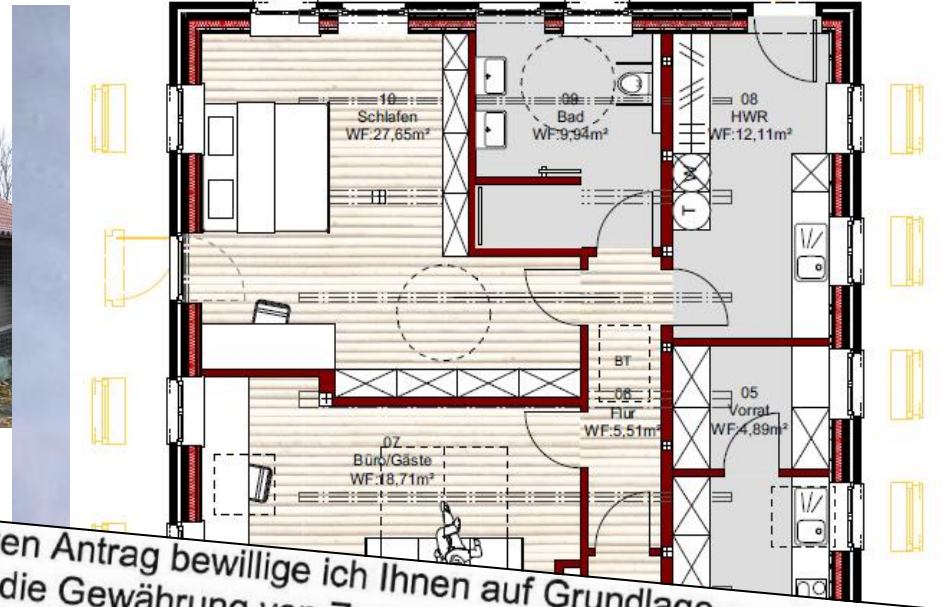 10
Schlafen
WF:27,65m²
09
Bad
WF:9,94m²
08
HWR
WF:12,11m²
W
T
BT
06
Flur
WF:5,51m²
05
Vorrat
WF:4,89m²
07
Büro/Gäste
WF:18,71m²
en Antrag bewillige ich Ihnen auf Grundlage
die Gewährung von